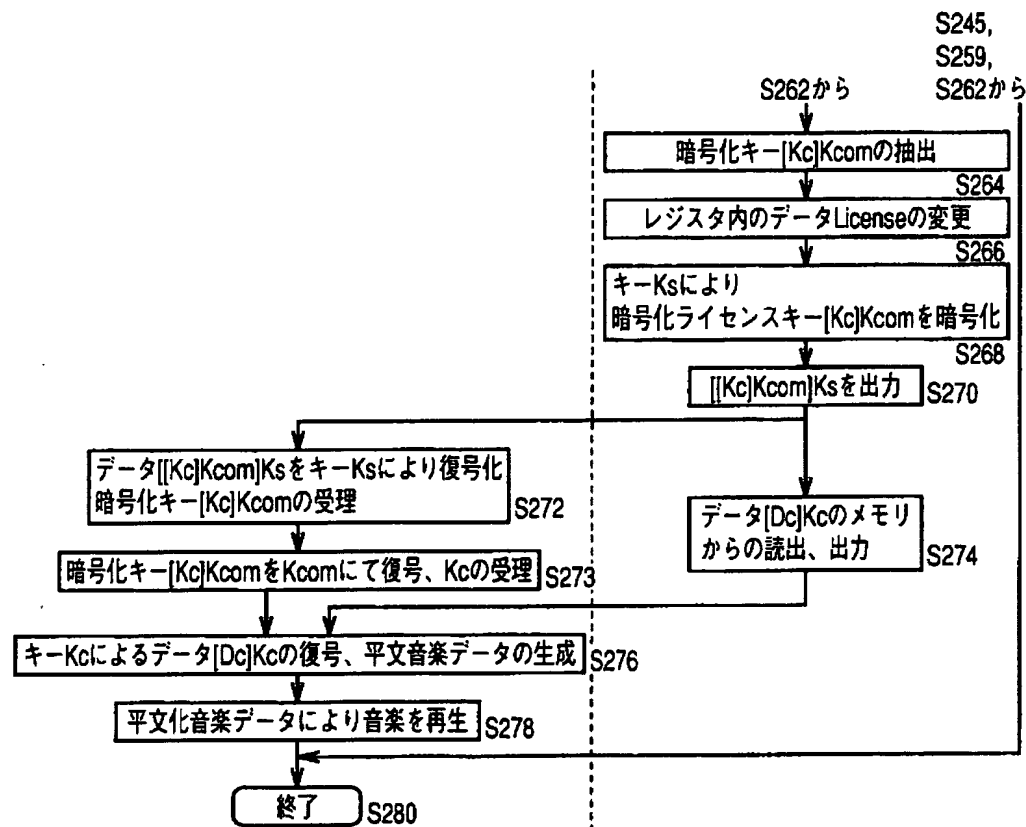 S245,
S259,
S262から
S262から
暗号化キー[Kc]Kcomの抽出
S264
レジスタ内のデータLicenseの変更
S266
キーKsにより
暗号化ライセンスキー[Kc]Kcomを暗号化
S268
[[Kc]Kcom]Ksを出力
S270
データ[[Kc]Kcom]KsをキーKsにより復号化
暗号化キー[Kc]Kcomの受理
S272
データ[Dc]Kcのメモリ
からの読出、出力
S274
暗号化キー[Kc]KcomをKcomにて復号、Kcの受理
S273
キーKcによるデータ[Dc]Kcの復号、平文音楽データの生成
S276
平文化音楽データにより音楽を再生
S278
終了
S280